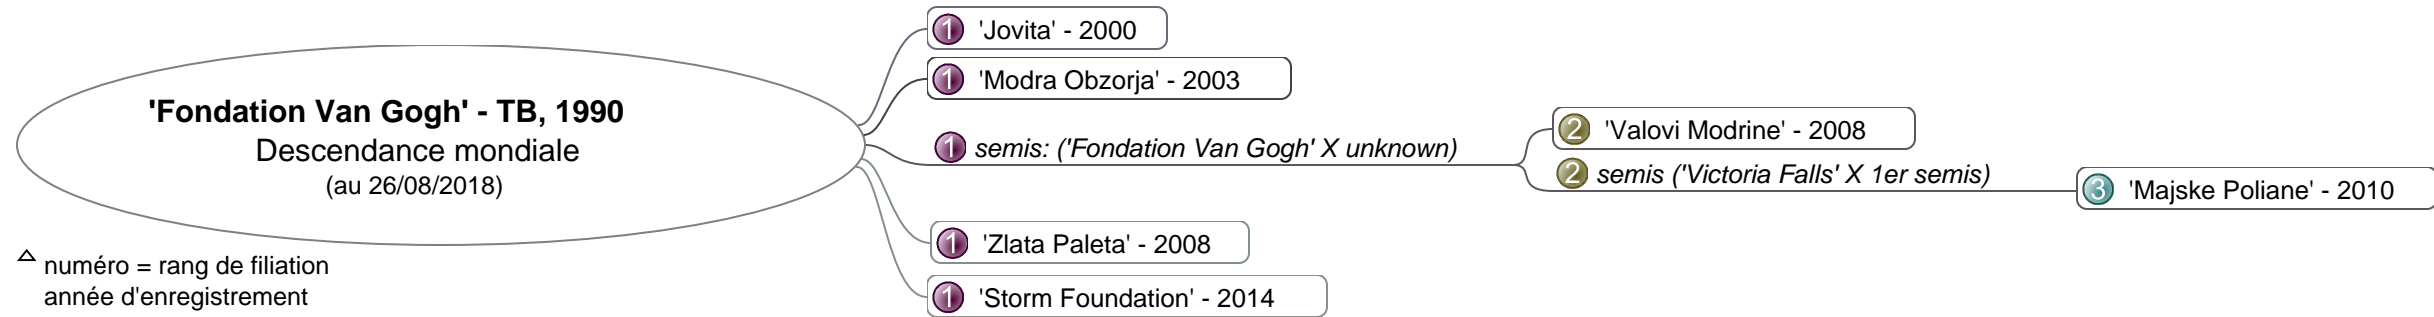 'Fondation Van Gogh' - TB, 1990
Descendance mondiale
(au 26/08/2018)
1 'Jovita' - 2000
1 'Modra Obzorja' - 2003
1 semis: ('Fondation Van Gogh' X unknown)
2 'Valovi Modrine' - 2008
2 semis ('Victoria Falls' X 1er semis)
3 'Majske Poliane' - 2010
1 'Zlata Paleta' - 2008
1 'Storm Foundation' - 2014
numéro = rang de filiation
année d'enregistrement